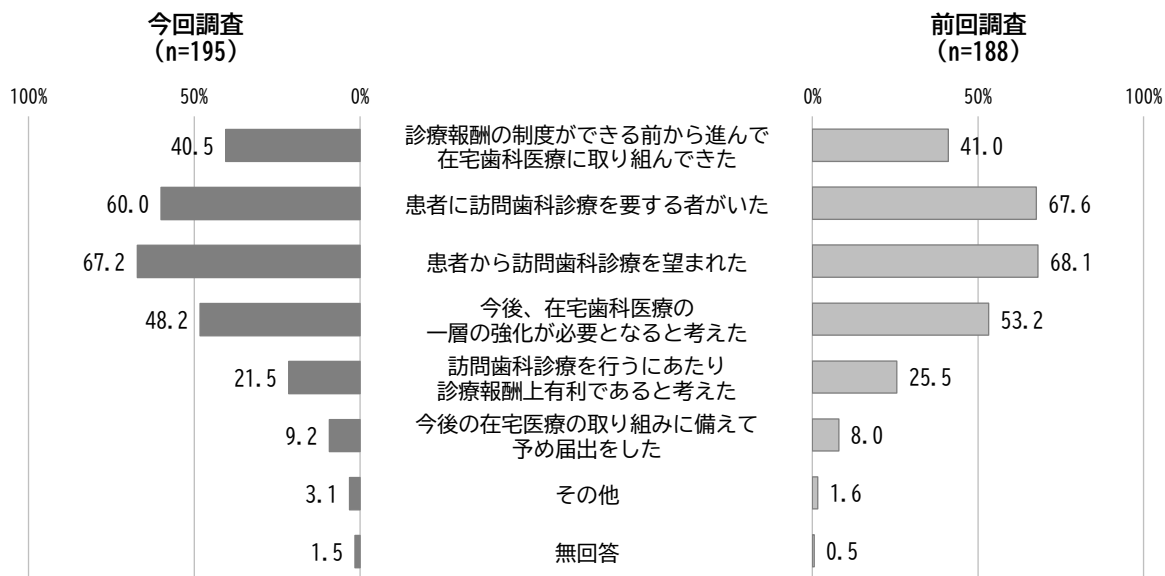 今回調査
(n=195)
前回調査
(n=188)
100%
50%
0%
0%
50%
100%
40.5
診療報酬の制度ができる前から進んで
在宅歯科医療に取り組んできた
41.0
60.0
患者に訪問歯科診療を要する者がいた
67.6
67.2
患者から訪問歯科診療を望まれた
68.1
48.2
今後、在宅歯科医療の
一層の強化が必要となると考えた
53.2
21.5
訪問歯科診療を行うにあたり
診療報酬上有利であると考えた
25.5
9.2
今後の在宅医療の取り組みに備えて
予め届出をした
8.0
3.1
その他
1.6
1.5
無回答
0.5